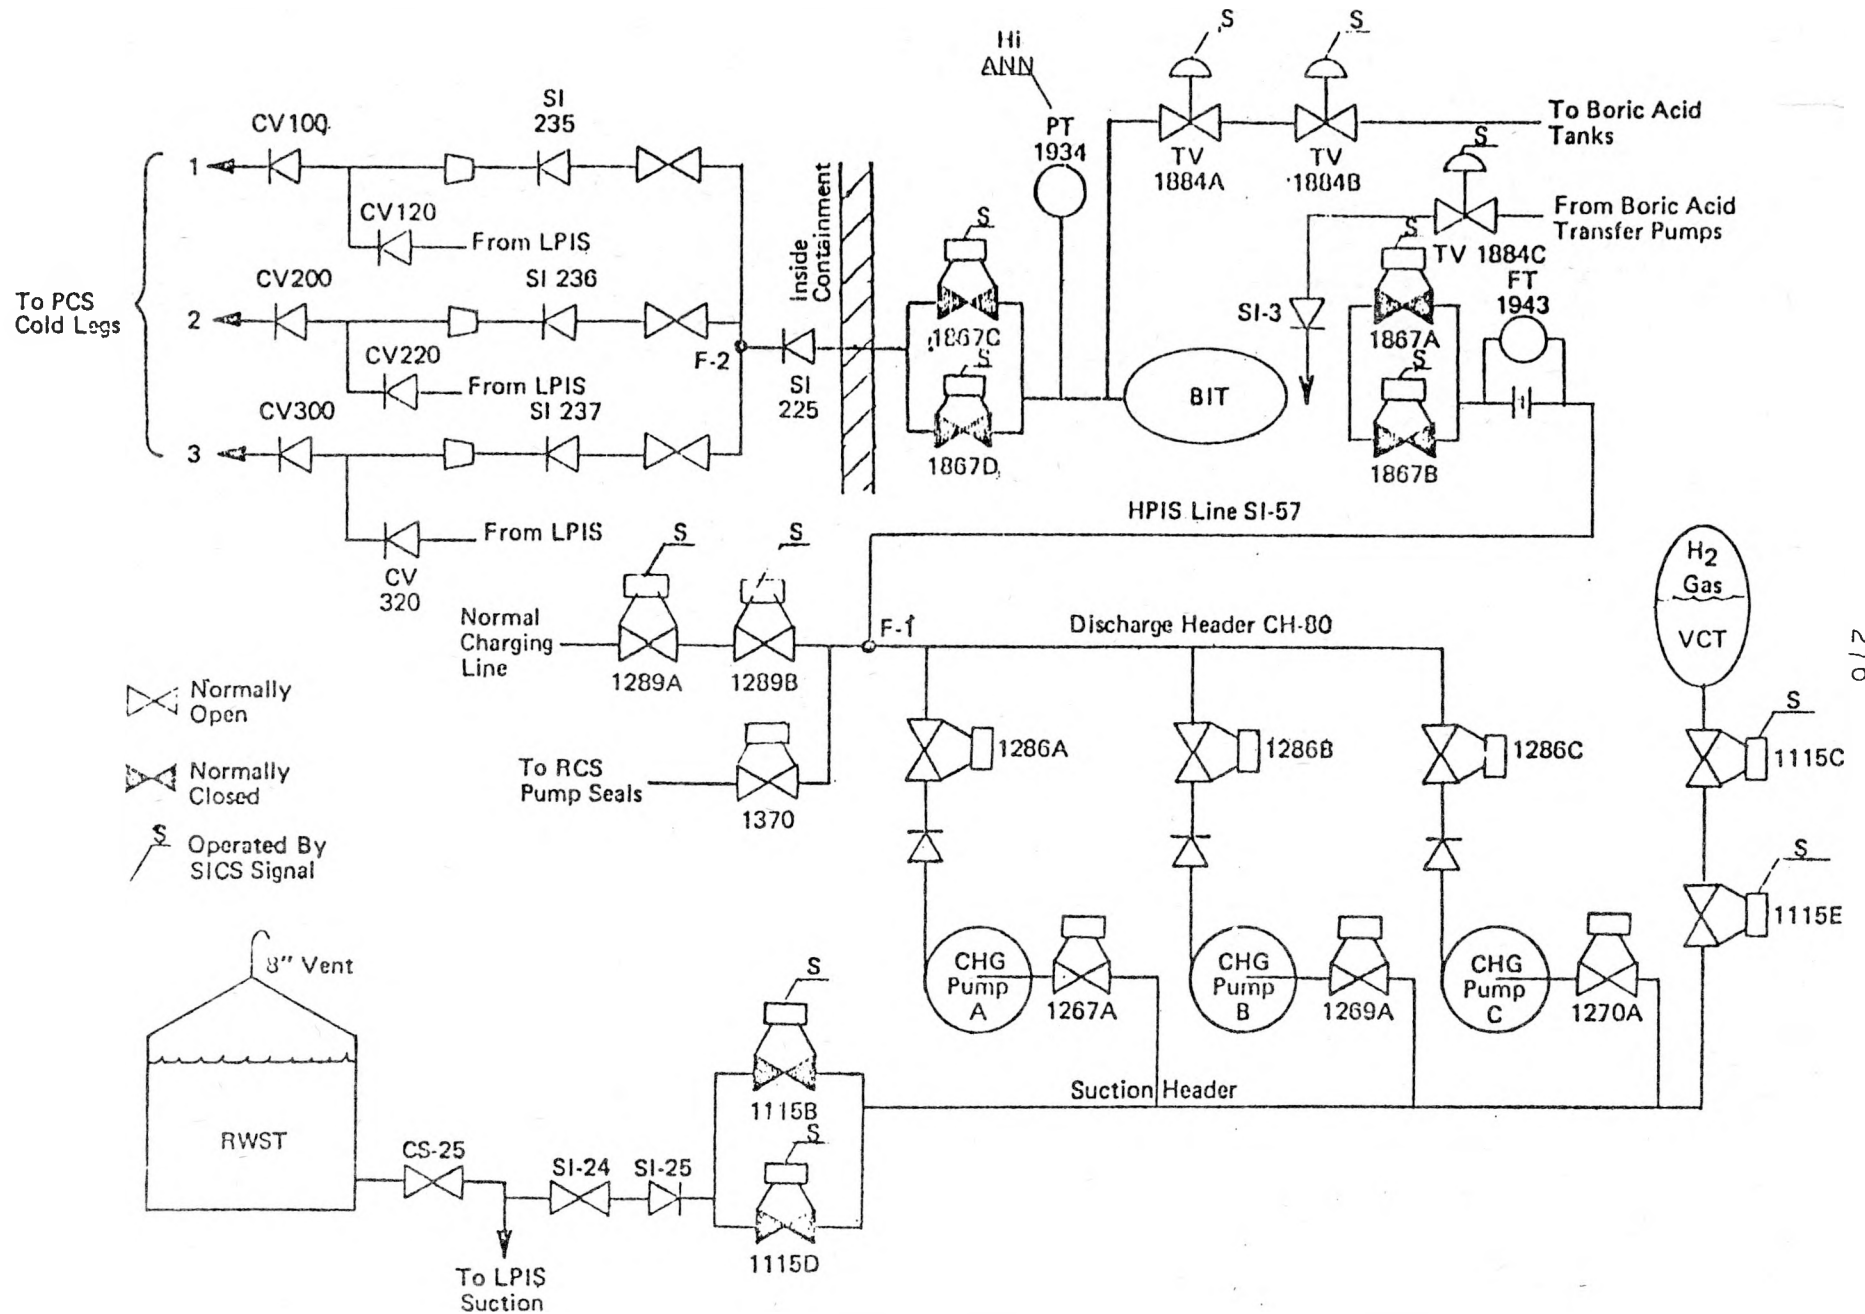 S
S
Hi
ANN
PT
1934
TV
1884A
TV
1884B
To Boric Acid
Tanks
S
From Boric Acid
Transfer Pumps
TV 1884C
SI
235
CV100
1
CV120
From LPIS
To PCS
Cold Legs
CV200
SI 236
2
F-2
CV220
From LPIS
CV300
SI 237
3
From LPIS
CV
320
Inside
Containment
SI
225
S
1867C
S
1867D
BIT
SI-3
S
1867A
S
1867B
FT
1943
HPIS Line SI-57
H2
Gas
VCT
276
S
S
Normal
Charging
Line
1289A
1289B
F-1
Discharge Header CH-80
To RCS
Pump Seals
1370
1286A
1286B
1286C
S
1115C
S
1115E
Normally
Open
Normally
Closed
S
Operated By
SICS Signal
8" Vent
RWST
CS-25
SI-24
SI-25
To LPIS
Suction
S
1115B
S
1115D
CHG
Pump
A
1267A
CHG
Pump
B
1269A
CHG
Pump
C
1270A
Suction Header